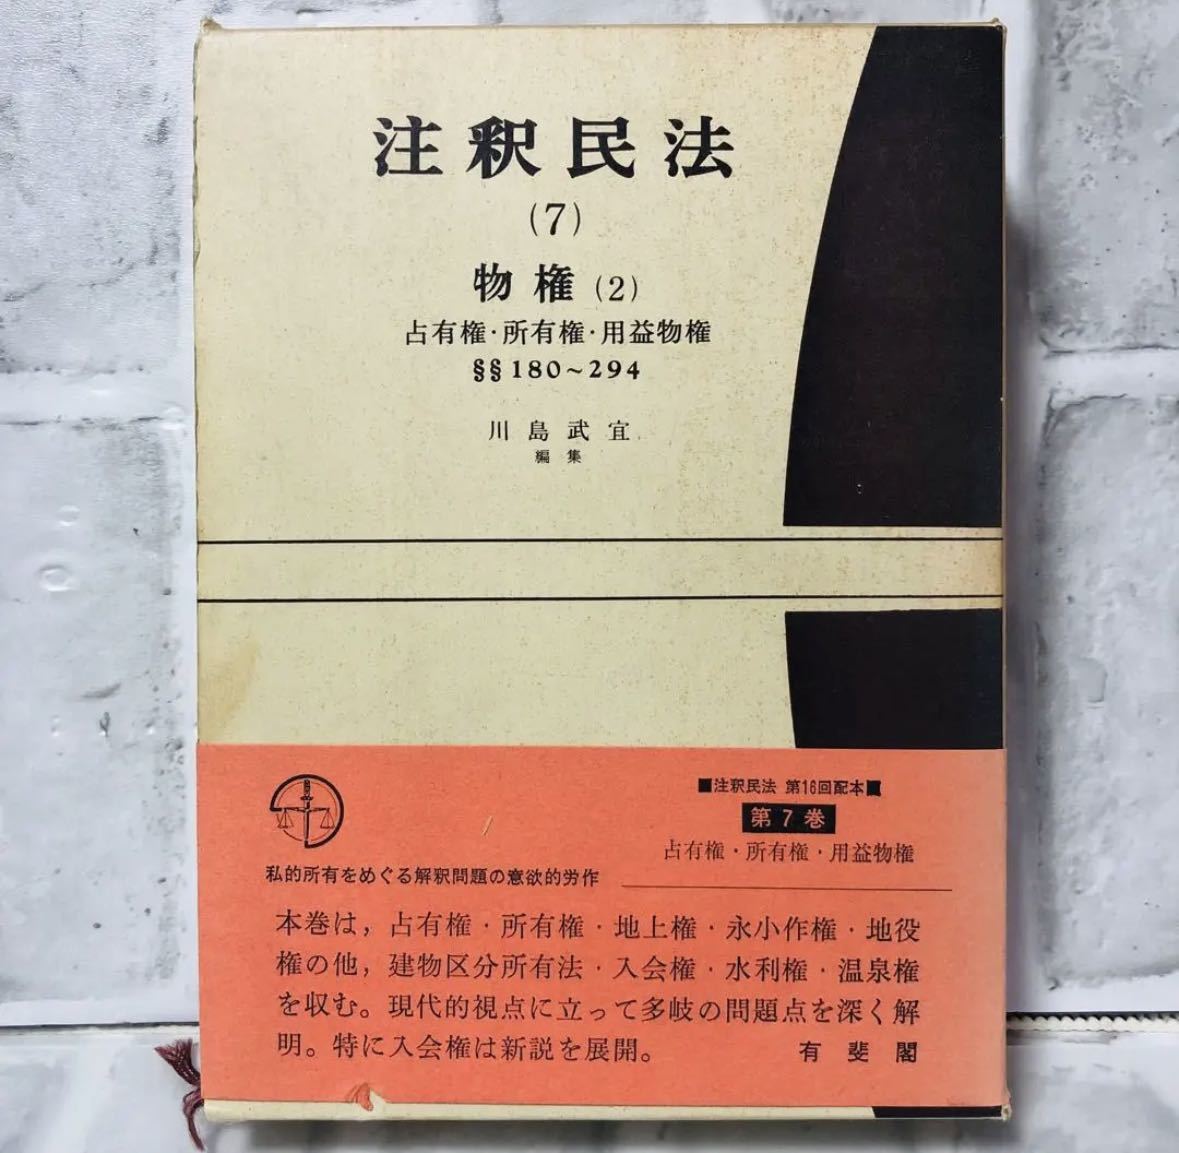 注釈民法
(7)
物権(2)
占有権・所有権・用益物権
§§180~294
川島武宜
編集
■注釈民法 第16回配本■
第7巻
占有権・所有権・用益物権
私的所有をめぐる解釈問題の意欲的労作
本巻は，占有権・所有権・地上権・永小作権・地役
権の他，建物区分所有法・入会権・水利権・温泉権
を収む。現代的視点に立って多岐の問題点を深く解
明。特に入会権は新説を展開。 有斐閣